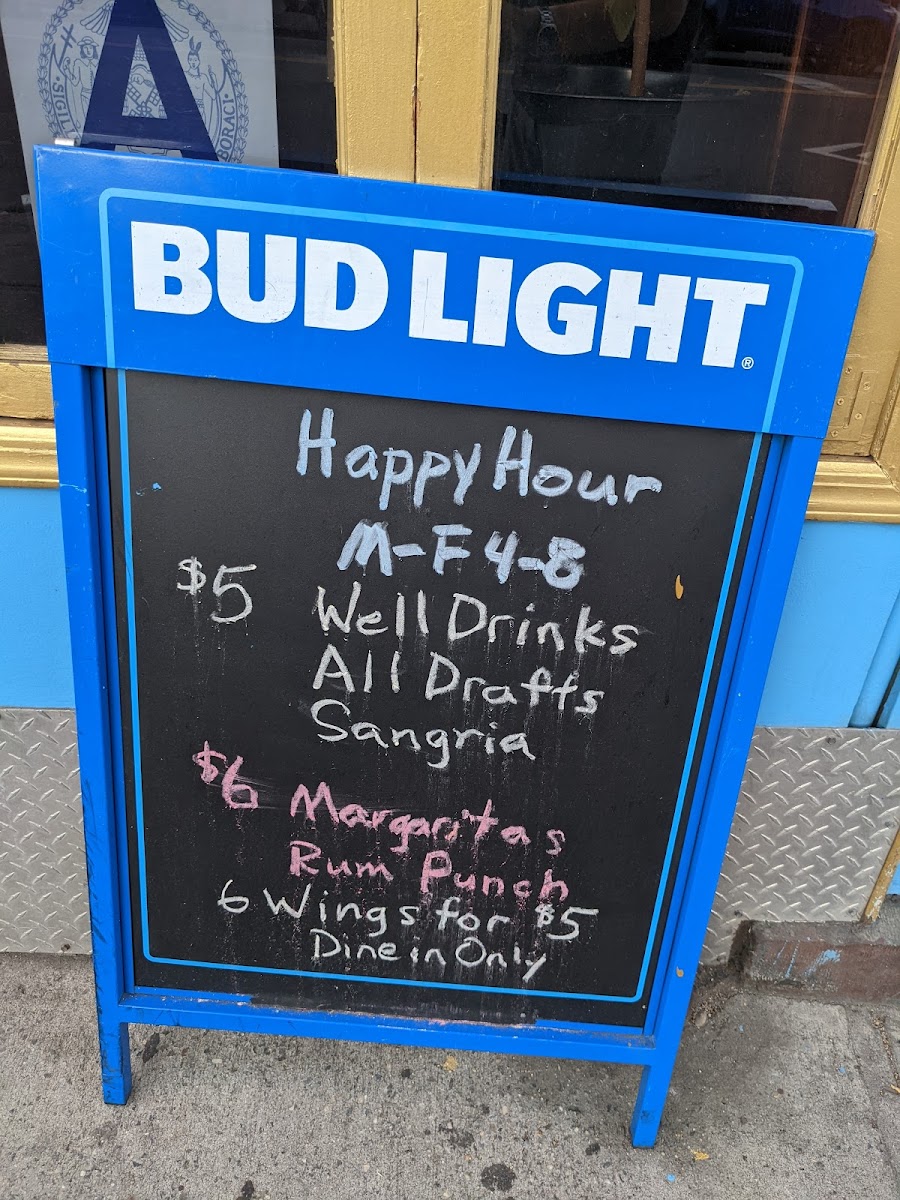 A
BUD LIGHT®
Happy Hour
M-F 4-8
$5 Well Drinks
All Drafts
Sangria
$6 Margaritas
Rum Punch
6 Wings for $5
Dine in Only